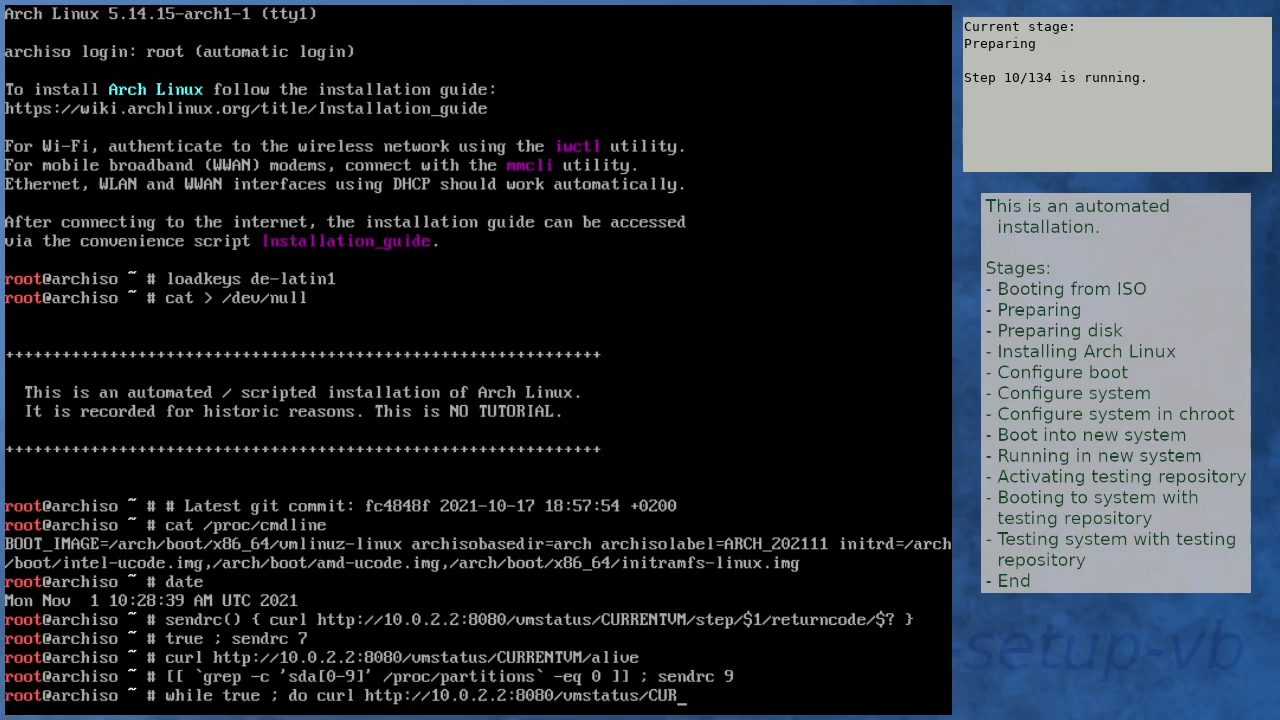 Arch Linux 5.14.15-arch1-1 (tty1)
archiso login: root (automatic login)
To install Arch Linux follow the installation guide:
https://wiki.archlinux.org/title/Installation_guide
For Wi-Fi, authenticate to the wireless network using the iwctl utility.
For mobile broadband (WWAN) modems, connect with the mmcli utility.
Ethernet, WLAN and WWAN interfaces using DHCP should work automatically.
After connecting to the internet, the installation guide can be accessed
via the convenience script Installation_guide.
root@archiso ~ # loadkeys de-latin1
root@archiso ~ # cat > /dev/null
+++++++++++++++++++++++++++++++++++++++++++++++++++++++++++++++
This is an automated / scripted installation of Arch Linux.
It is recorded for historic reasons. This is NO TUTORIAL.
+++++++++++++++++++++++++++++++++++++++++++++++++++++++++++++++
root@archiso ~ # # Latest git commit: fc4848f 2021-10-17 18:57:54 +0200
root@archiso ~ # cat /proc/cmdline
BOOT_IMAGE=/arch/boot/x86_64/vmlinuz-linux archisobasedir=arch archisolabel=ARCH_202111 initrd=/arch
/boot/intel-ucode.img,/arch/boot/amd-ucode.img,/arch/boot/x86_64/initramfs-linux.img
root@archiso ~ # date
Mon Nov  1 10:28:39 AM UTC 2021
root@archiso ~ # sendrc() { curl http://10.0.2.2:8080/vmstatus/CURRENTVM/step/$1/returncode/$? }
root@archiso ~ # true ; sendrc 7
root@archiso ~ # curl http://10.0.2.2:8080/vmstatus/CURRENTVM/alive
root@archiso ~ # [[ `grep -c 'sda[0-9]' /proc/partitions` -eq 0 ]] ; sendrc 9
root@archiso ~ # while true ; do curl http://10.0.2.2:8080/vmstatus/CUR_
Current stage:
Preparing
Step 10/134 is running.
This is an automated
installation.
Stages:
- Booting from ISO
- Preparing
- Preparing disk
- Installing Arch Linux
- Configure boot
- Configure system
- Configure system in chroot
- Boot into new system
- Running in new system
- Activating testing repository
- Booting to system with
testing repository
- Testing system with testing
repository
- End
setup-vb